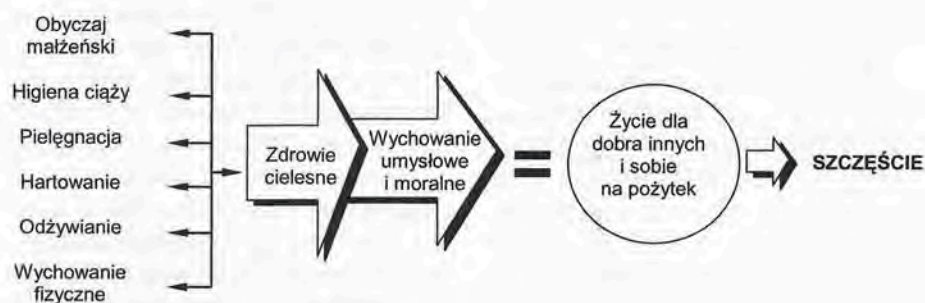 Obyczaj
małżeński
Higiena ciąży
Pielęgnacja
Hartowanie
Odżywianie
Wychowanie
fizyczne
Zdrowie
cielesne
Wychowanie
umysłowe
i moralne
=
Życie dla
dobra innych
i sobie
na pożytek
SZCZĘŚCIE